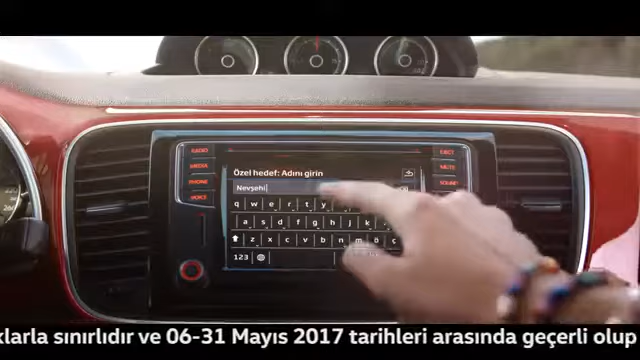 RADIO
MEDIA
PHONE
VOICE
EJECT
MUTE
SOUND
Özel hedef: Adını girin
Nevşehi
q w e r t y
a s d f g h j k
z x c v b n m ö ç
123
klarla sınırlıdır ve 06-31 Mayıs 2017 tarihleri arasında geçerli olup